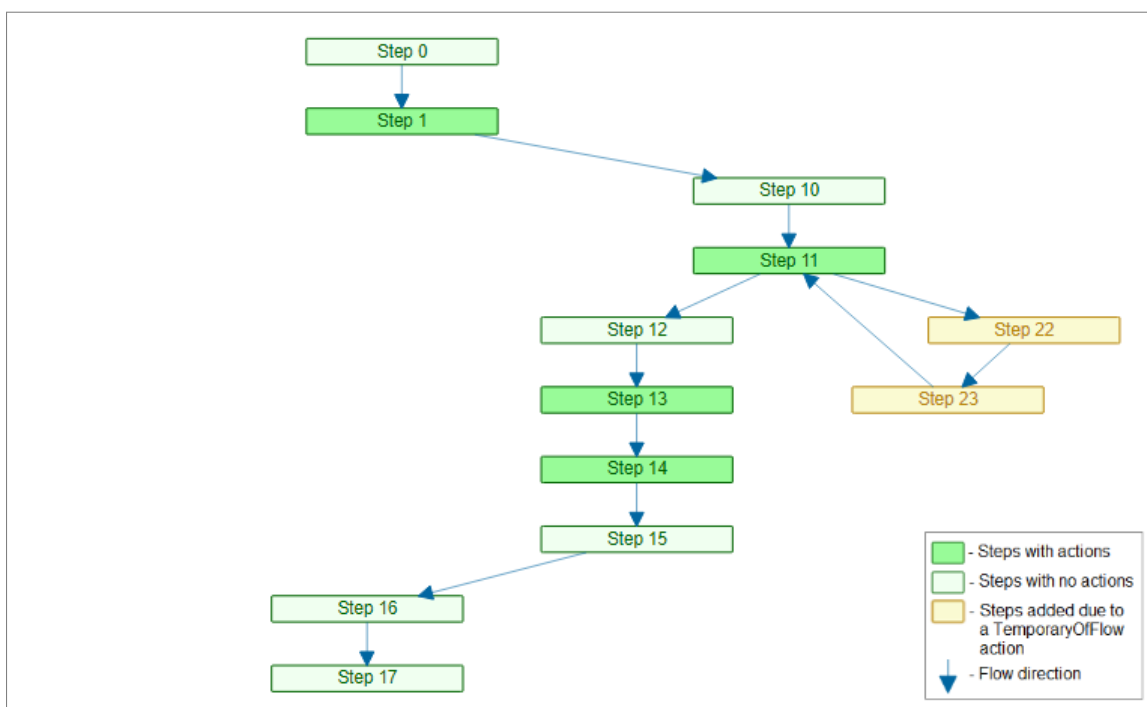 Step 0
Step 1
Step 10
Step 11
Step 12
Step 22
Step 13
Step 23
Step 14
Step 15
Step 16
Step 17
- Steps with actions
- Steps with no actions
- Steps added due to
a TemporaryOfFlow
action
- Flow direction